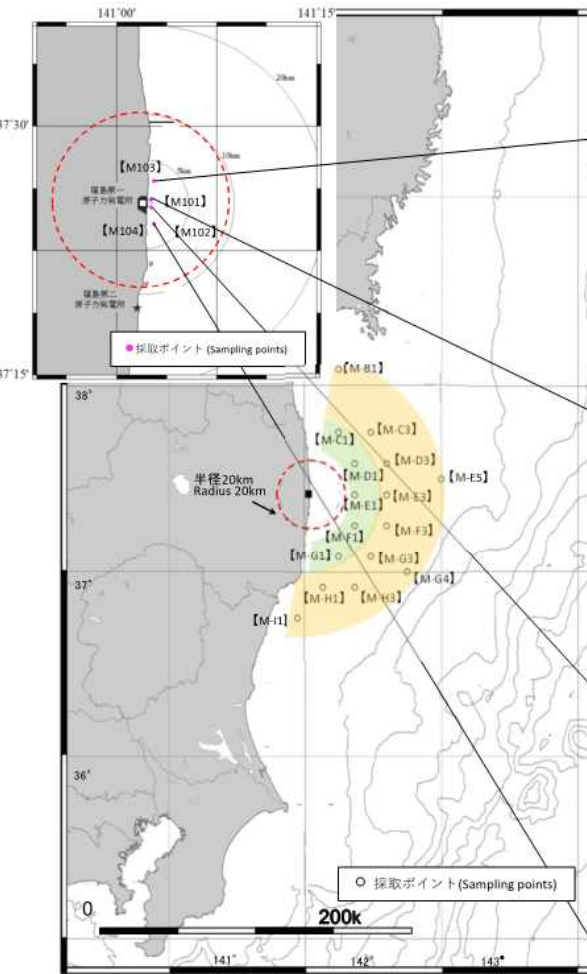 141°00'
141°15'
20km
37°30'
10km
5km
【M103】
福島第一
原子力発電所
【M101】
【M104】
【M102】
福島第二
原子力発電所
採取ポイント (Sampling points)
37°15'
【M-B1】
38°
【M-C3】
【M-C1】
【M-D3】
【M-D1】
【M-E5】
半径20km
Radius 20km
【M-E3】
【M-E1】
【M-F1】
【M-F3】
【M-G1】
【M-G3】
37°
【M-G4】
【M-H1】
【M-H3】
【M-I1】
36°
採取ポイント(Sampling points)
0
200k
141°
142°
143°